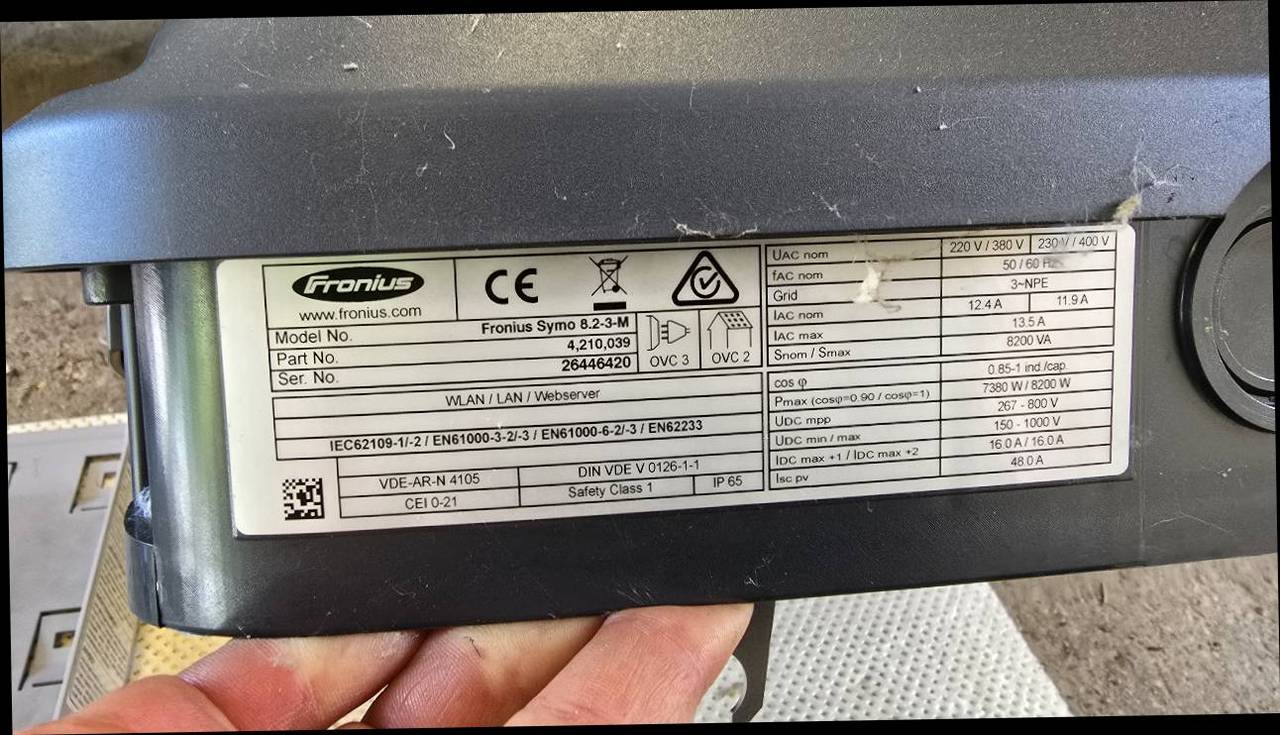 Fronius
www.fronius.com
CE
Model No. Fronius Symo 8.2-3-M
Part No. 4,210,039
Ser. No. 26446420
OVC 3 OVC 2
WLAN / LAN / Webserver
IEC62109-1/-2 / EN61000-3-2/-3 / EN61000-6-2/-3 / EN62233
VDE-AR-N 4105 DIN VDE V 0126-1-1
CEI 0-21 Safety Class 1 IP 65
UAC nom 220 V / 380 V 230 V / 400 V
fAC nom 50 / 60 Hz
Grid 3~NPE
IAC nom 12.4 A 11.9 A
IAC max 13.5 A
Snom / Smax 8200 VA
cos φ 0.85-1 ind./cap.
Pmax (cosφ=0.90 / cosφ=1) 7380 W / 8200 W
UDC mpp 267 - 800 V
UDC min / max 150 - 1000 V
IDC max +1 / IDC max +2 16.0 A / 16.0 A
Isc pv 48.0 A